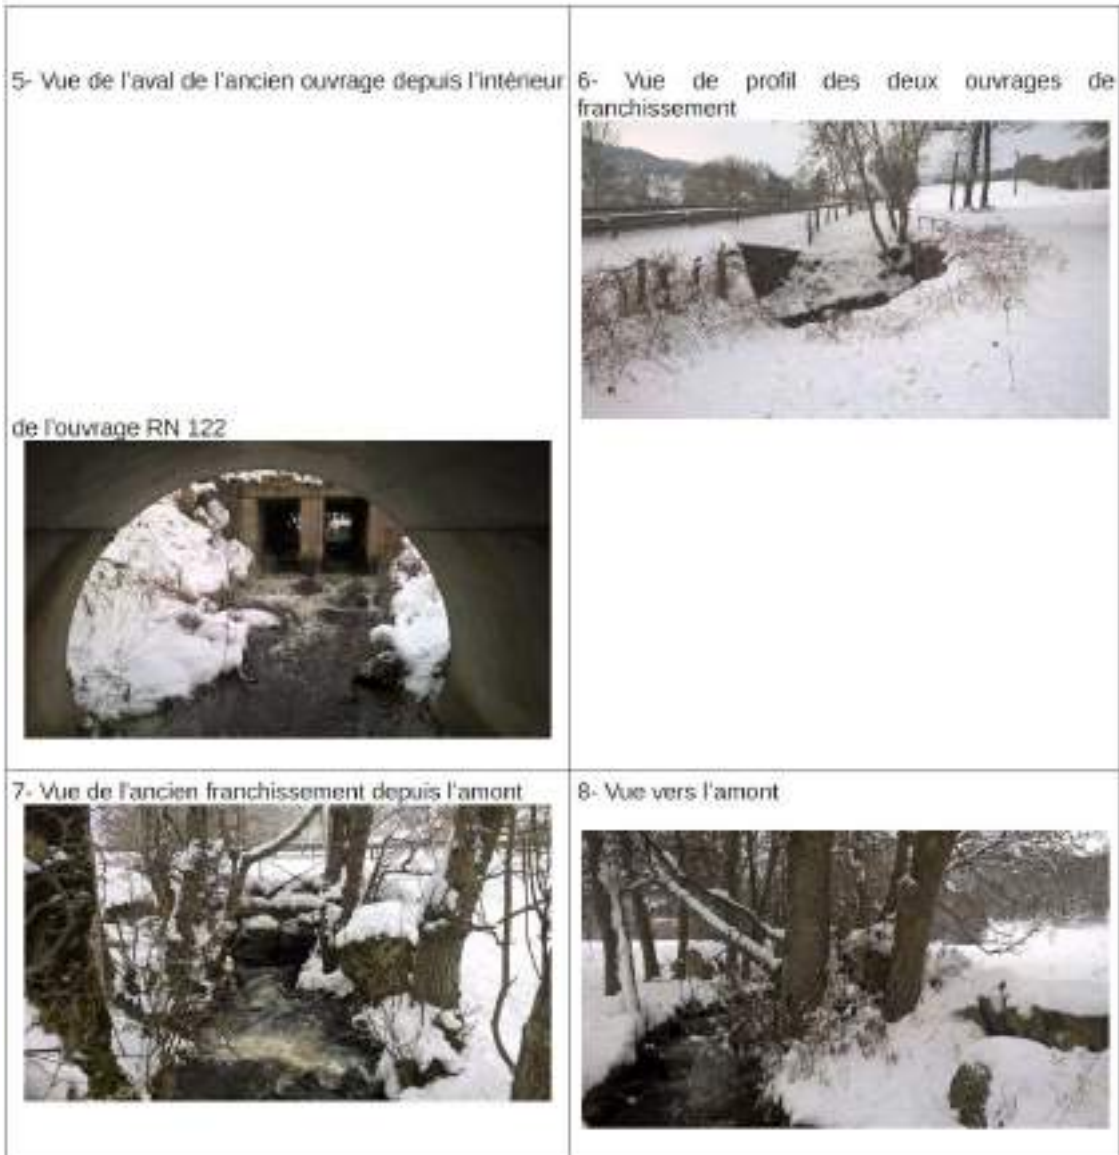 5- Vue de l'aval de l'ancien ouvrage depuis l'intérieur
de l'ouvrage RN 122
6- Vue de profil des deux ouvrages de
franchissement
7- Vue de l'ancien franchissement depuis l'amont
8- Vue vers l'amont